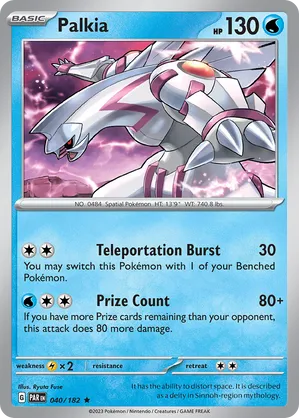 BASIC
Palkia HP 130
NO. 0484 Spatial Pokémon HT: 13'9" WT: 740.8 lbs.
Teleportation Burst 30
You may switch this Pokémon with 1 of your Benched
Pokémon.
Prize Count 80+
If you have more Prize cards remaining than your opponent,
this attack does 80 more damage.
weakness ×2 resistance retreat
Illus. Ryuta Fuse
G PAR EN 040/182 ★
It has the ability to distort space. It is described
as a deity in Sinnoh-region mythology.
©2023 Pokémon / Nintendo / Creatures / GAME FREAK